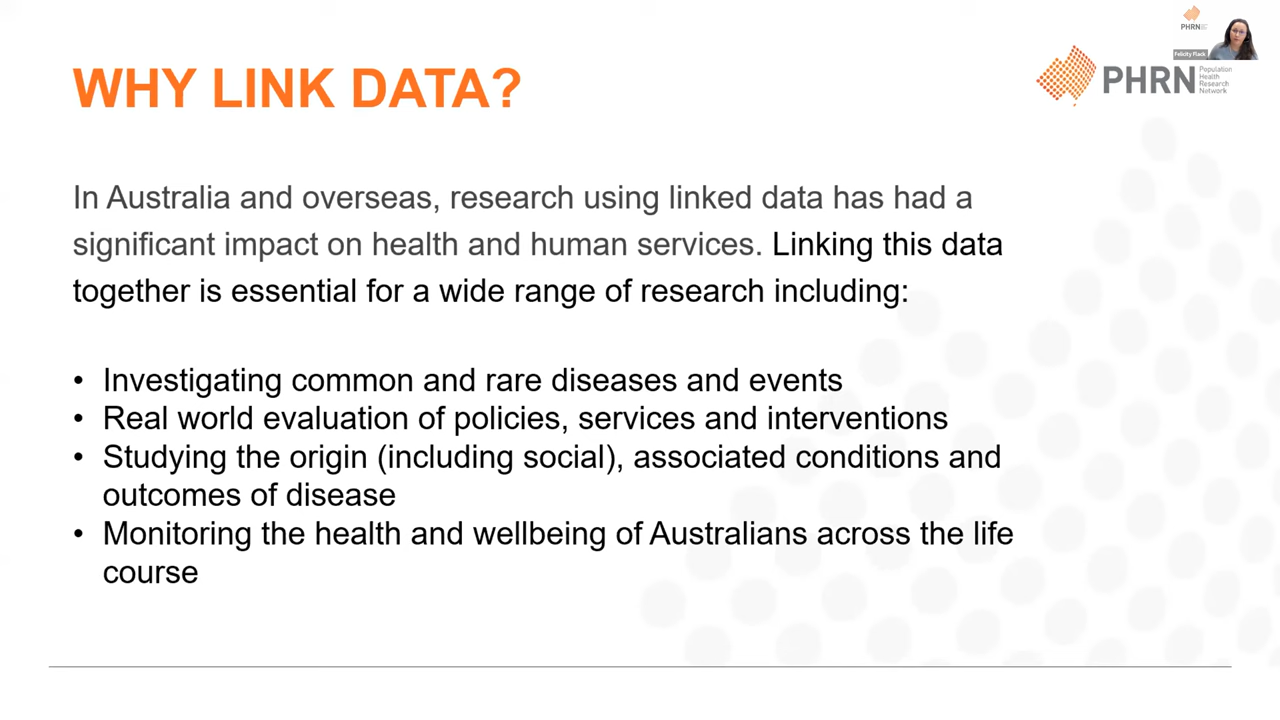 WHY LINK DATA?
PHRN
Felicity Flack
PHRN
Population
Health
Research
Network
In Australia and overseas, research using linked data has had a
significant impact on health and human services. Linking this data
together is essential for a wide range of research including:
• Investigating common and rare diseases and events
• Real world evaluation of policies, services and interventions
• Studying the origin (including social), associated conditions and
outcomes of disease
• Monitoring the health and wellbeing of Australians across the life
course